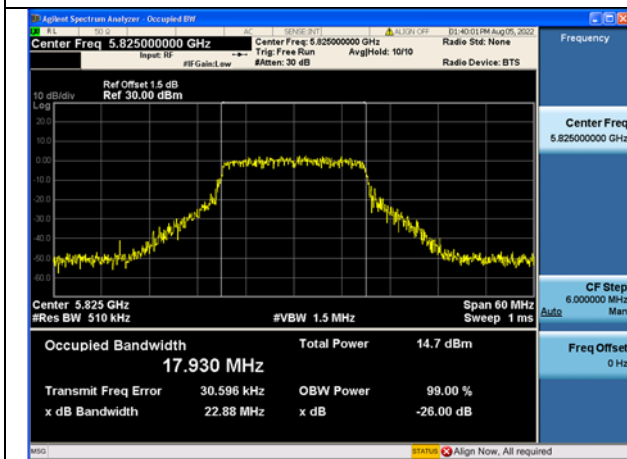 Agilent Spectrum Analyzer - Occupied BW
RL 50 Ω AC SENSE:INT ALIGN OFF 01:40:01 PM Aug 05, 2022
Center Freq 5.825000000 GHz Center Freq: 5.825000000 GHz Radio Std: None
Input: RF Trig: Free Run Avg|Hold: 10/10
#IFGain:Low #Atten: 30 dB Radio Device: BTS
Frequency
Ref Offset 1.5 dB
10 dB/div Ref 30.00 dBm
Log
20.0
10.0
0.00
-10.0
-20.0
-30.0
-40.0
-50.0
-60.0
Center 5.825 GHz Span 60 MHz
#Res BW 510 kHz #VBW 1.5 MHz Sweep 1 ms
Occupied Bandwidth Total Power 14.7 dBm
17.930 MHz
Transmit Freq Error 30.596 kHz OBW Power 99.00 %
x dB Bandwidth 22.88 MHz x dB -26.00 dB
Center Freq
5.825000000 GHz
CF Step
6.000000 MHz
Auto Man
Freq Offset
0 Hz
MSG STATUS Align Now, All required